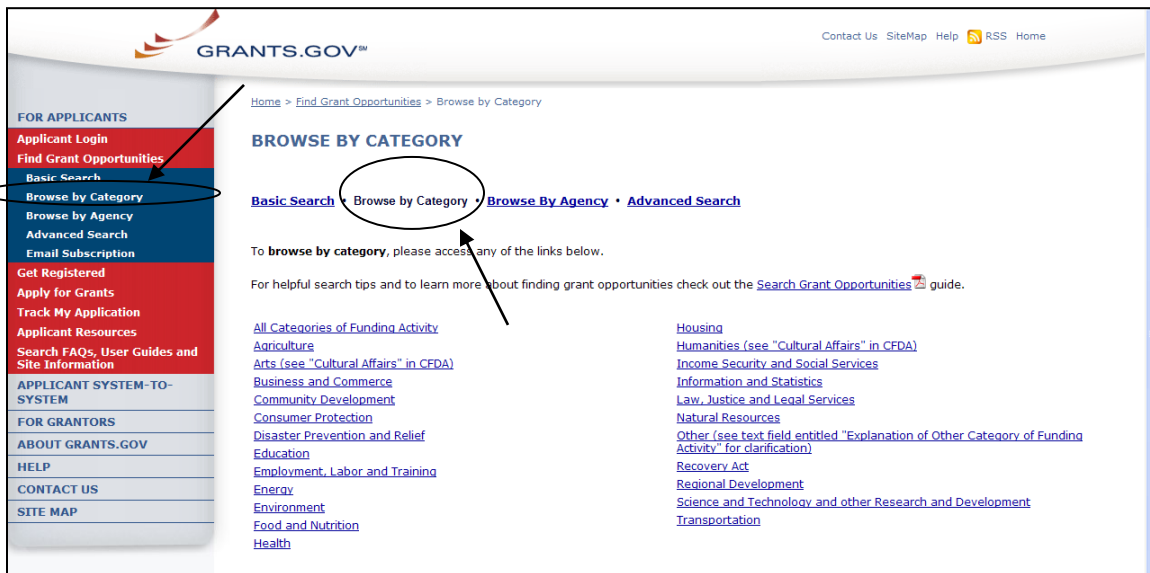 GRANTS.GOV℠
Contact Us SiteMap Help RSS Home
FOR APPLICANTS
Applicant Login
Find Grant Opportunities
Basic Search
Browse by Category
Browse by Agency
Advanced Search
Email Subscription
Get Registered
Apply for Grants
Track My Application
Applicant Resources
Search FAQs, User Guides and
Site Information
APPLICANT SYSTEM-TO-
SYSTEM
FOR GRANTORS
ABOUT GRANTS.GOV
HELP
CONTACT US
SITE MAP
Home > Find Grant Opportunities > Browse by Category
BROWSE BY CATEGORY
Basic Search • Browse by Category • Browse By Agency • Advanced Search
To browse by category, please access any of the links below.
For helpful search tips and to learn more about finding grant opportunities check out the Search Grant Opportunities guide.
All Categories of Funding Activity
Agriculture
Arts (see "Cultural Affairs" in CFDA)
Business and Commerce
Community Development
Consumer Protection
Disaster Prevention and Relief
Education
Employment, Labor and Training
Energy
Environment
Food and Nutrition
Health
Housing
Humanities (see "Cultural Affairs" in CFDA)
Income Security and Social Services
Information and Statistics
Law, Justice and Legal Services
Natural Resources
Other (see text field entitled "Explanation of Other Category of Funding
Activity" for clarification)
Recovery Act
Regional Development
Science and Technology and other Research and Development
Transportation